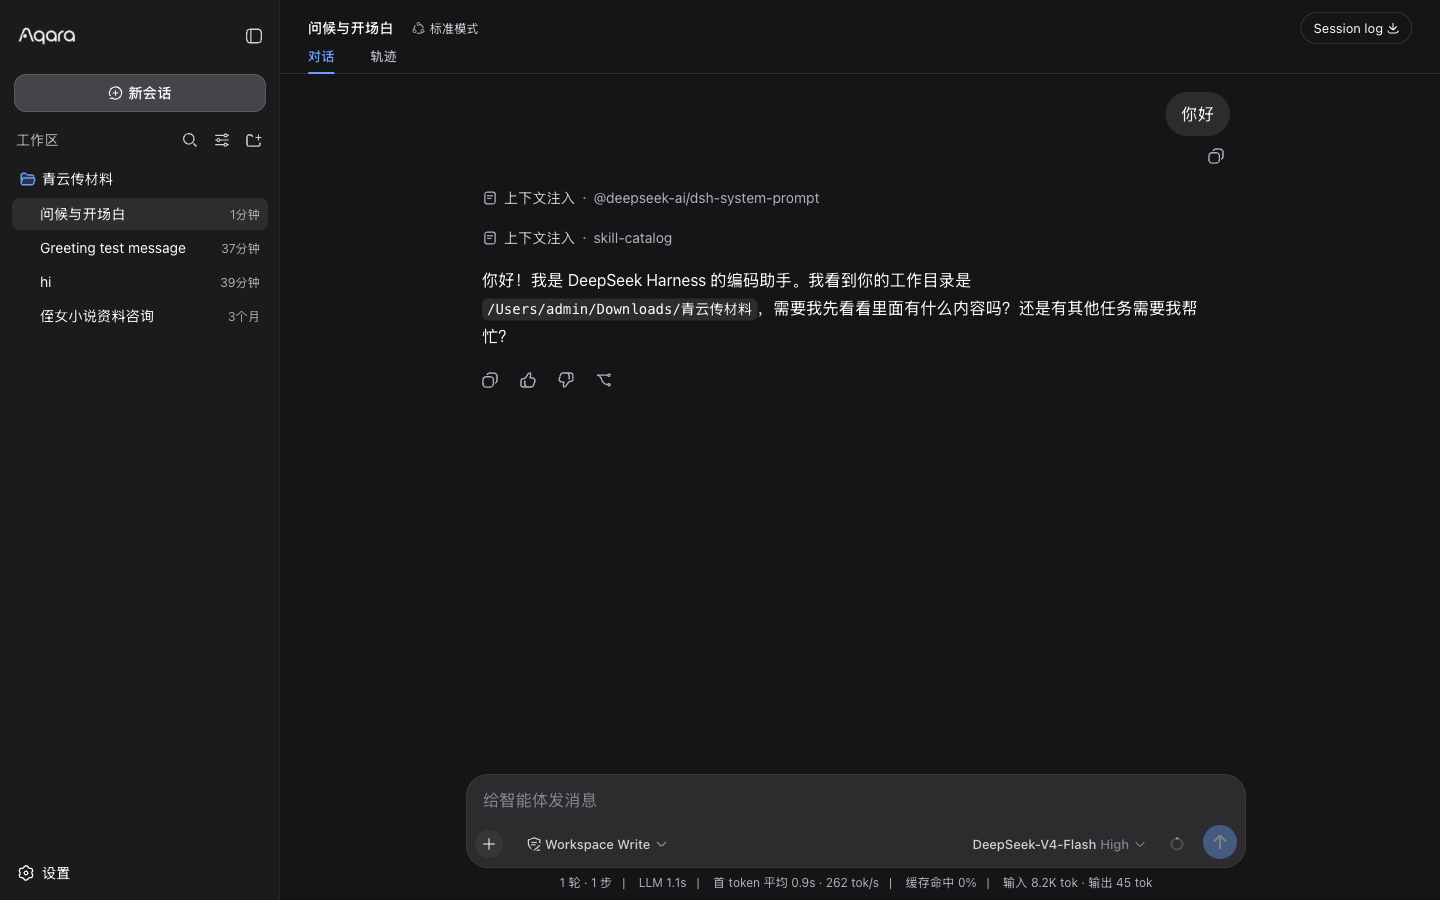 Aqara
新会话
工作区
青云传材料
问候与开场白 1分钟
Greeting test message 37分钟
hi 39分钟
侄女小说资料咨询 3个月
设置
问候与开场白 标准模式
Session log
对话 轨迹
你好
上下文注入 · @deepseek-ai/dsh-system-prompt
上下文注入 · skill-catalog
你好！我是 DeepSeek Harness 的编码助手。我看到你的工作目录是
/Users/admin/Downloads/青云传材料，需要我先看看里面有什么内容吗？还是有其他任务需要我帮
忙？
给智能体发消息
Workspace Write
DeepSeek-V4-Flash High
1 轮 · 1 步 | LLM 1.1s | 首 token 平均 0.9s · 262 tok/s | 缓存命中 0% | 输入 8.2K tok · 输出 45 tok